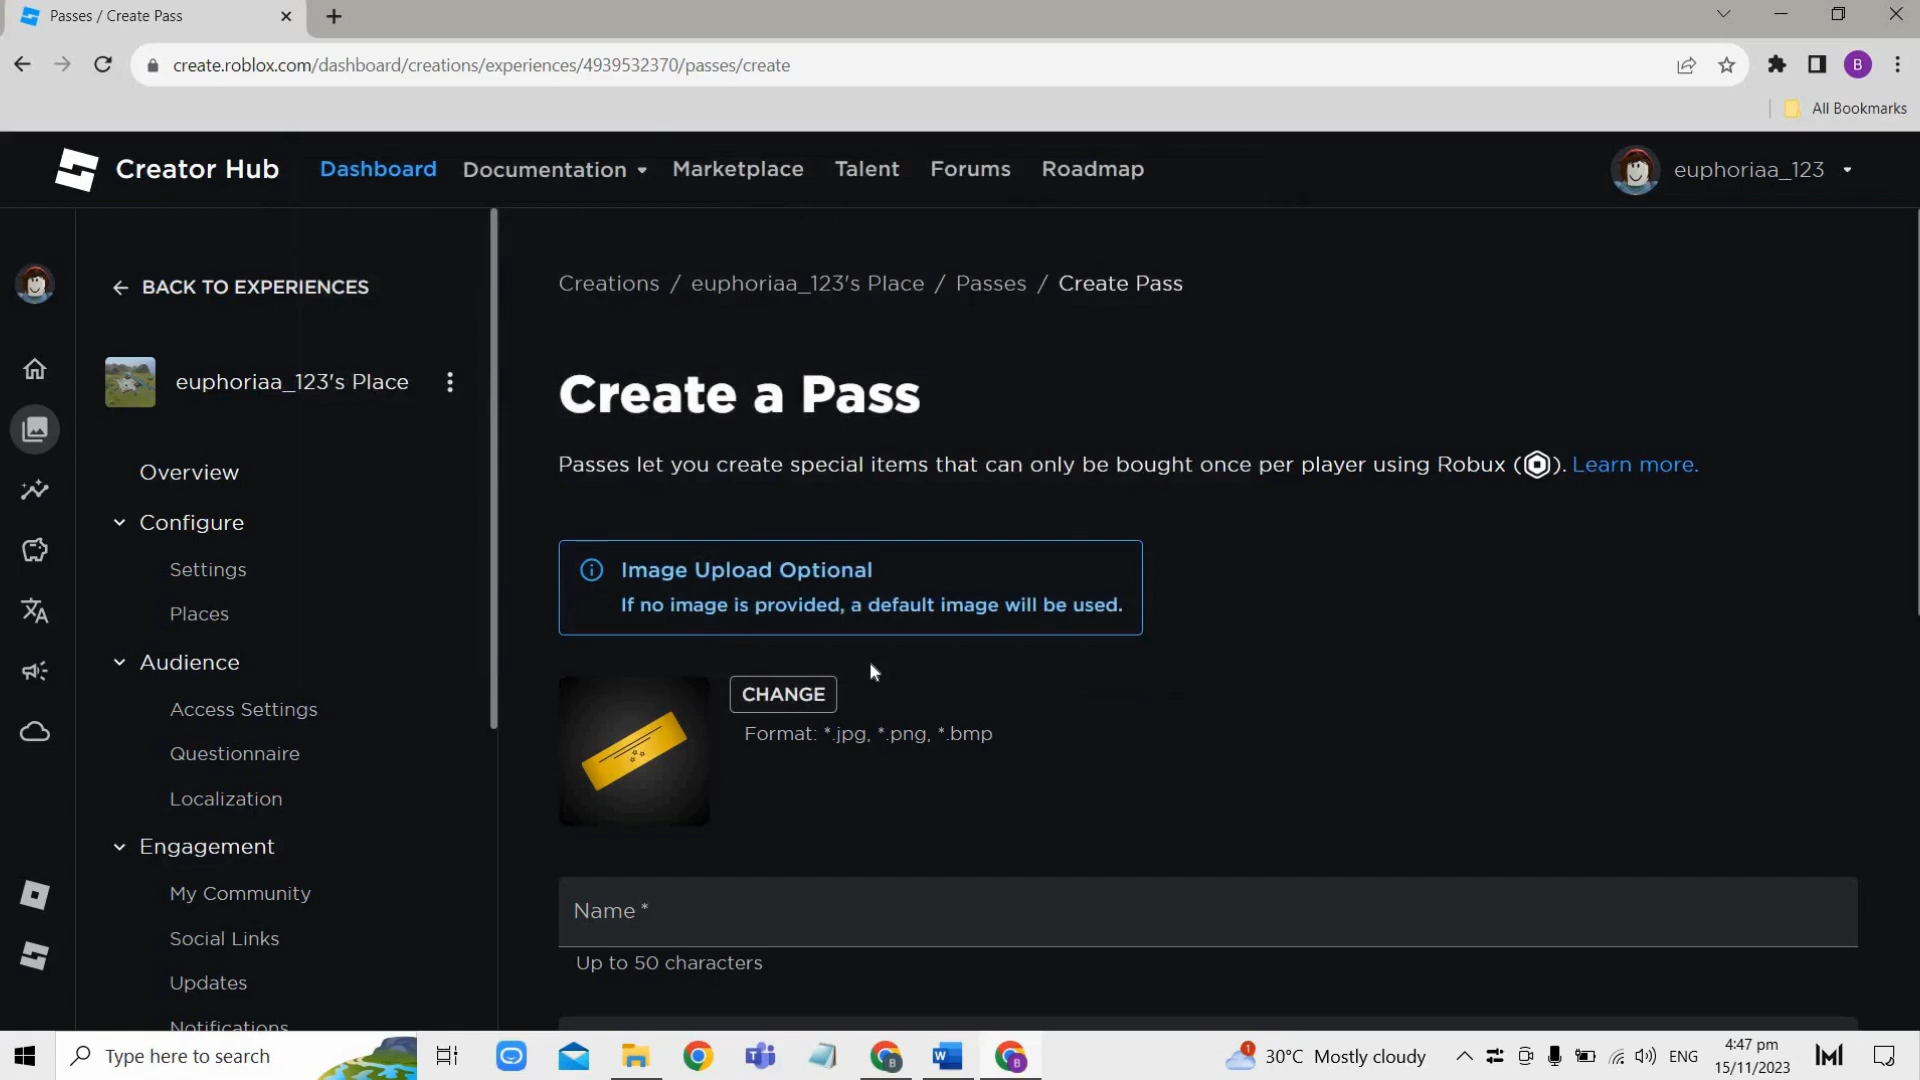 Passes / Create Pass
create.roblox.com/dashboard/creations/experiences/4939532370/passes/create
B
All Bookmarks
Creator Hub
Dashboard
Documentation
Marketplace
Talent
Forums
Roadmap
euphoriaa_123
BACK TO EXPERIENCES
euphoriaa_123's Place
Overview
Configure
Settings
Places
Audience
Access Settings
Questionnaire
Localization
Engagement
My Community
Social Links
Updates
Notifications
Creations / euphoriaa_123's Place / Passes / Create Pass
Create a Pass
Passes let you create special items that can only be bought once per player using Robux ( ). Learn more.
Image Upload Optional
If no image is provided, a default image will be used.
CHANGE
Format: *.jpg, *.png, *.bmp
Name *
Up to 50 characters
Type here to search
1
30°C Mostly cloudy
ENG
4:47 pm
15/11/2023